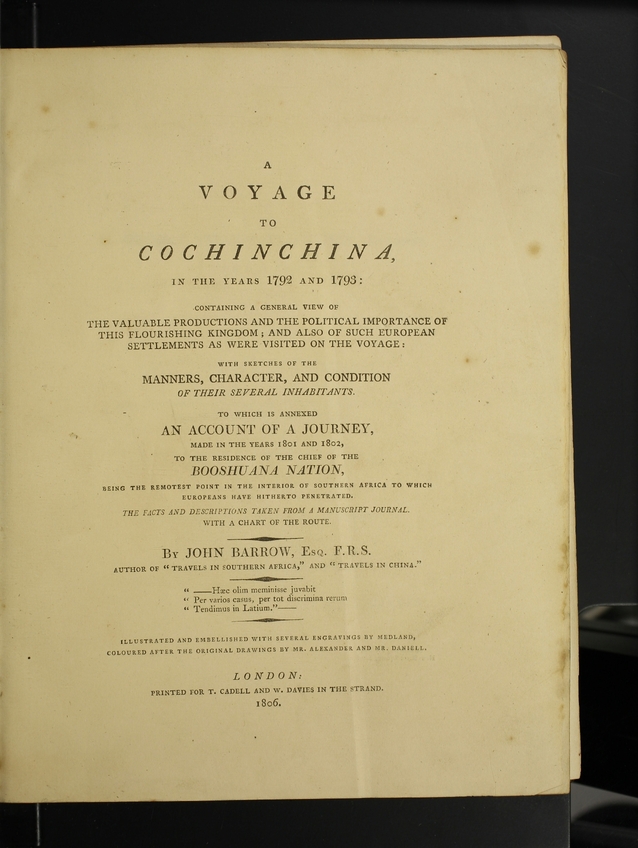 A
VOYAGE
TO
COCHINCHINA,
IN THE YEARS 1792 AND 1793:
CONTAINING A GENERAL VIEW OF
THE VALUABLE PRODUCTIONS AND THE POLITICAL IMPORTANCE OF
THIS FLOURISHING KINGDOM; AND ALSO OF SUCH EUROPEAN
SETTLEMENTS AS WERE VISITED ON THE VOYAGE:
WITH SKETCHES OF THE
MANNERS, CHARACTER, AND CONDITION
OF THEIR SEVERAL INHABITANTS.
TO WHICH IS ANNEXED
AN ACCOUNT OF A JOURNEY,
MADE IN THE YEARS 1801 AND 1802,
TO THE RESIDENCE OF THE CHIEF OF THE
BOOSHUANA NATION,
BEING THE REMOTEST POINT IN THE INTERIOR OF SOUTHERN AFRICA TO WHICH
EUROPEANS HAVE HITHERTO PENETRATED.
THE FACTS AND DESCRIPTIONS TAKEN FROM A MANUSCRIPT JOURNAL.
WITH A CHART OF THE ROUTE.
BY JOHN BARROW, ESQ. F.R.S.
AUTHOR OF "TRAVELS IN SOUTHERN AFRICA," AND "TRAVELS IN CHINA."
" ——Hæc olim meminisse juvabit
" Per varios casus, per tot discrimina rerum
" Tendimus in Latium."——
ILLUSTRATED AND EMBELLISHED WITH SEVERAL ENGRAVINGS BY MEDLAND,
COLOURED AFTER THE ORIGINAL DRAWINGS BY MR. ALEXANDER AND MR. DANIELL.
LONDON:
PRINTED FOR T. CADELL AND W. DAVIES IN THE STRAND.
1806.